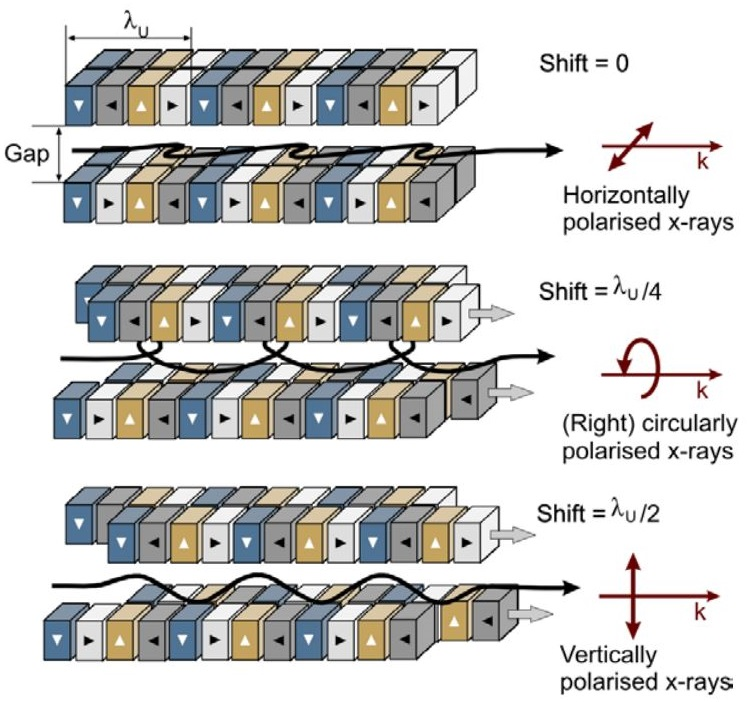 λU
Shift = 0
Gap
k
Horizontally
polarised x-rays
Shift = λU/4
k
(Right) circularly
polarised x-rays
Shift = λU/2
k
Vertically
polarised x-rays